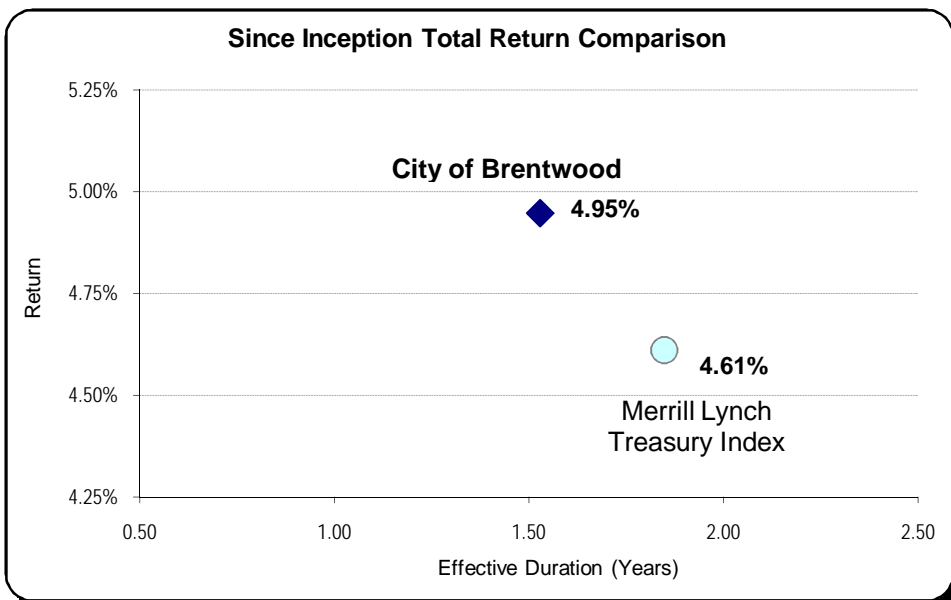 Since Inception Total Return Comparison
5.25%
5.00%
4.75%
4.50%
4.25%
Return
City of Brentwood
4.95%
4.61%
Merrill Lynch
Treasury Index
0.50 1.00 1.50 2.00 2.50
Effective Duration (Years)